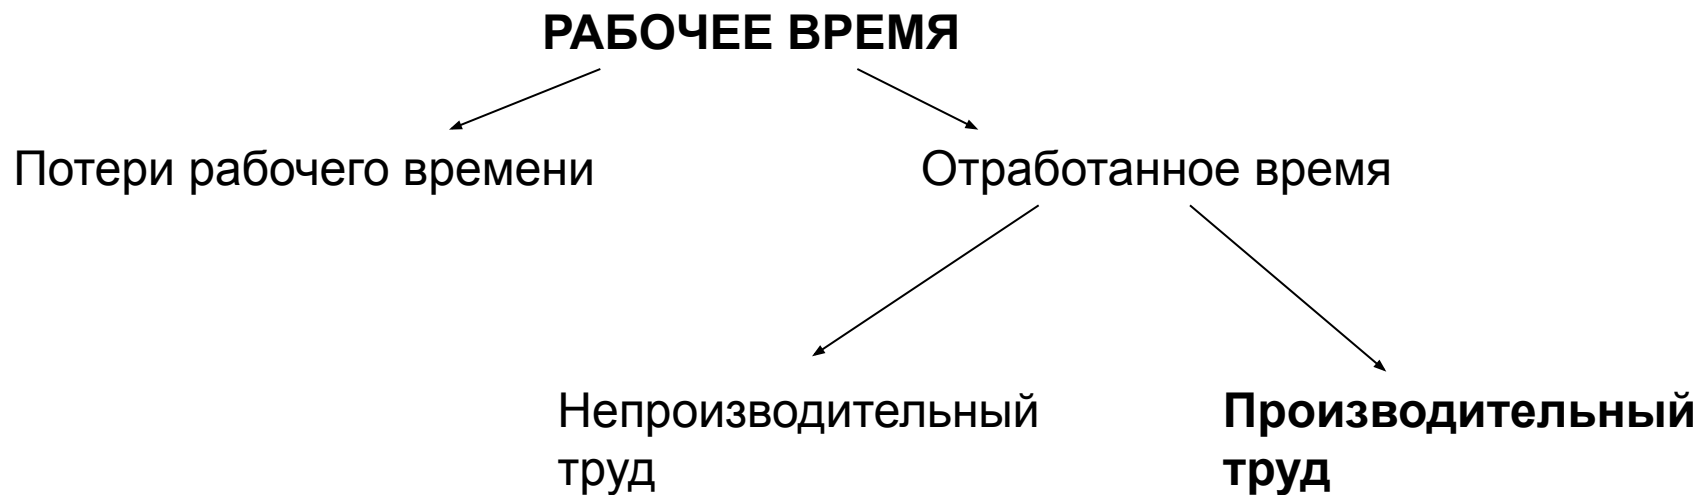 РАБОЧЕЕ ВРЕМЯ
Потери рабочего времени
Отработанное время
Непроизводительный
труд
Производительный
труд